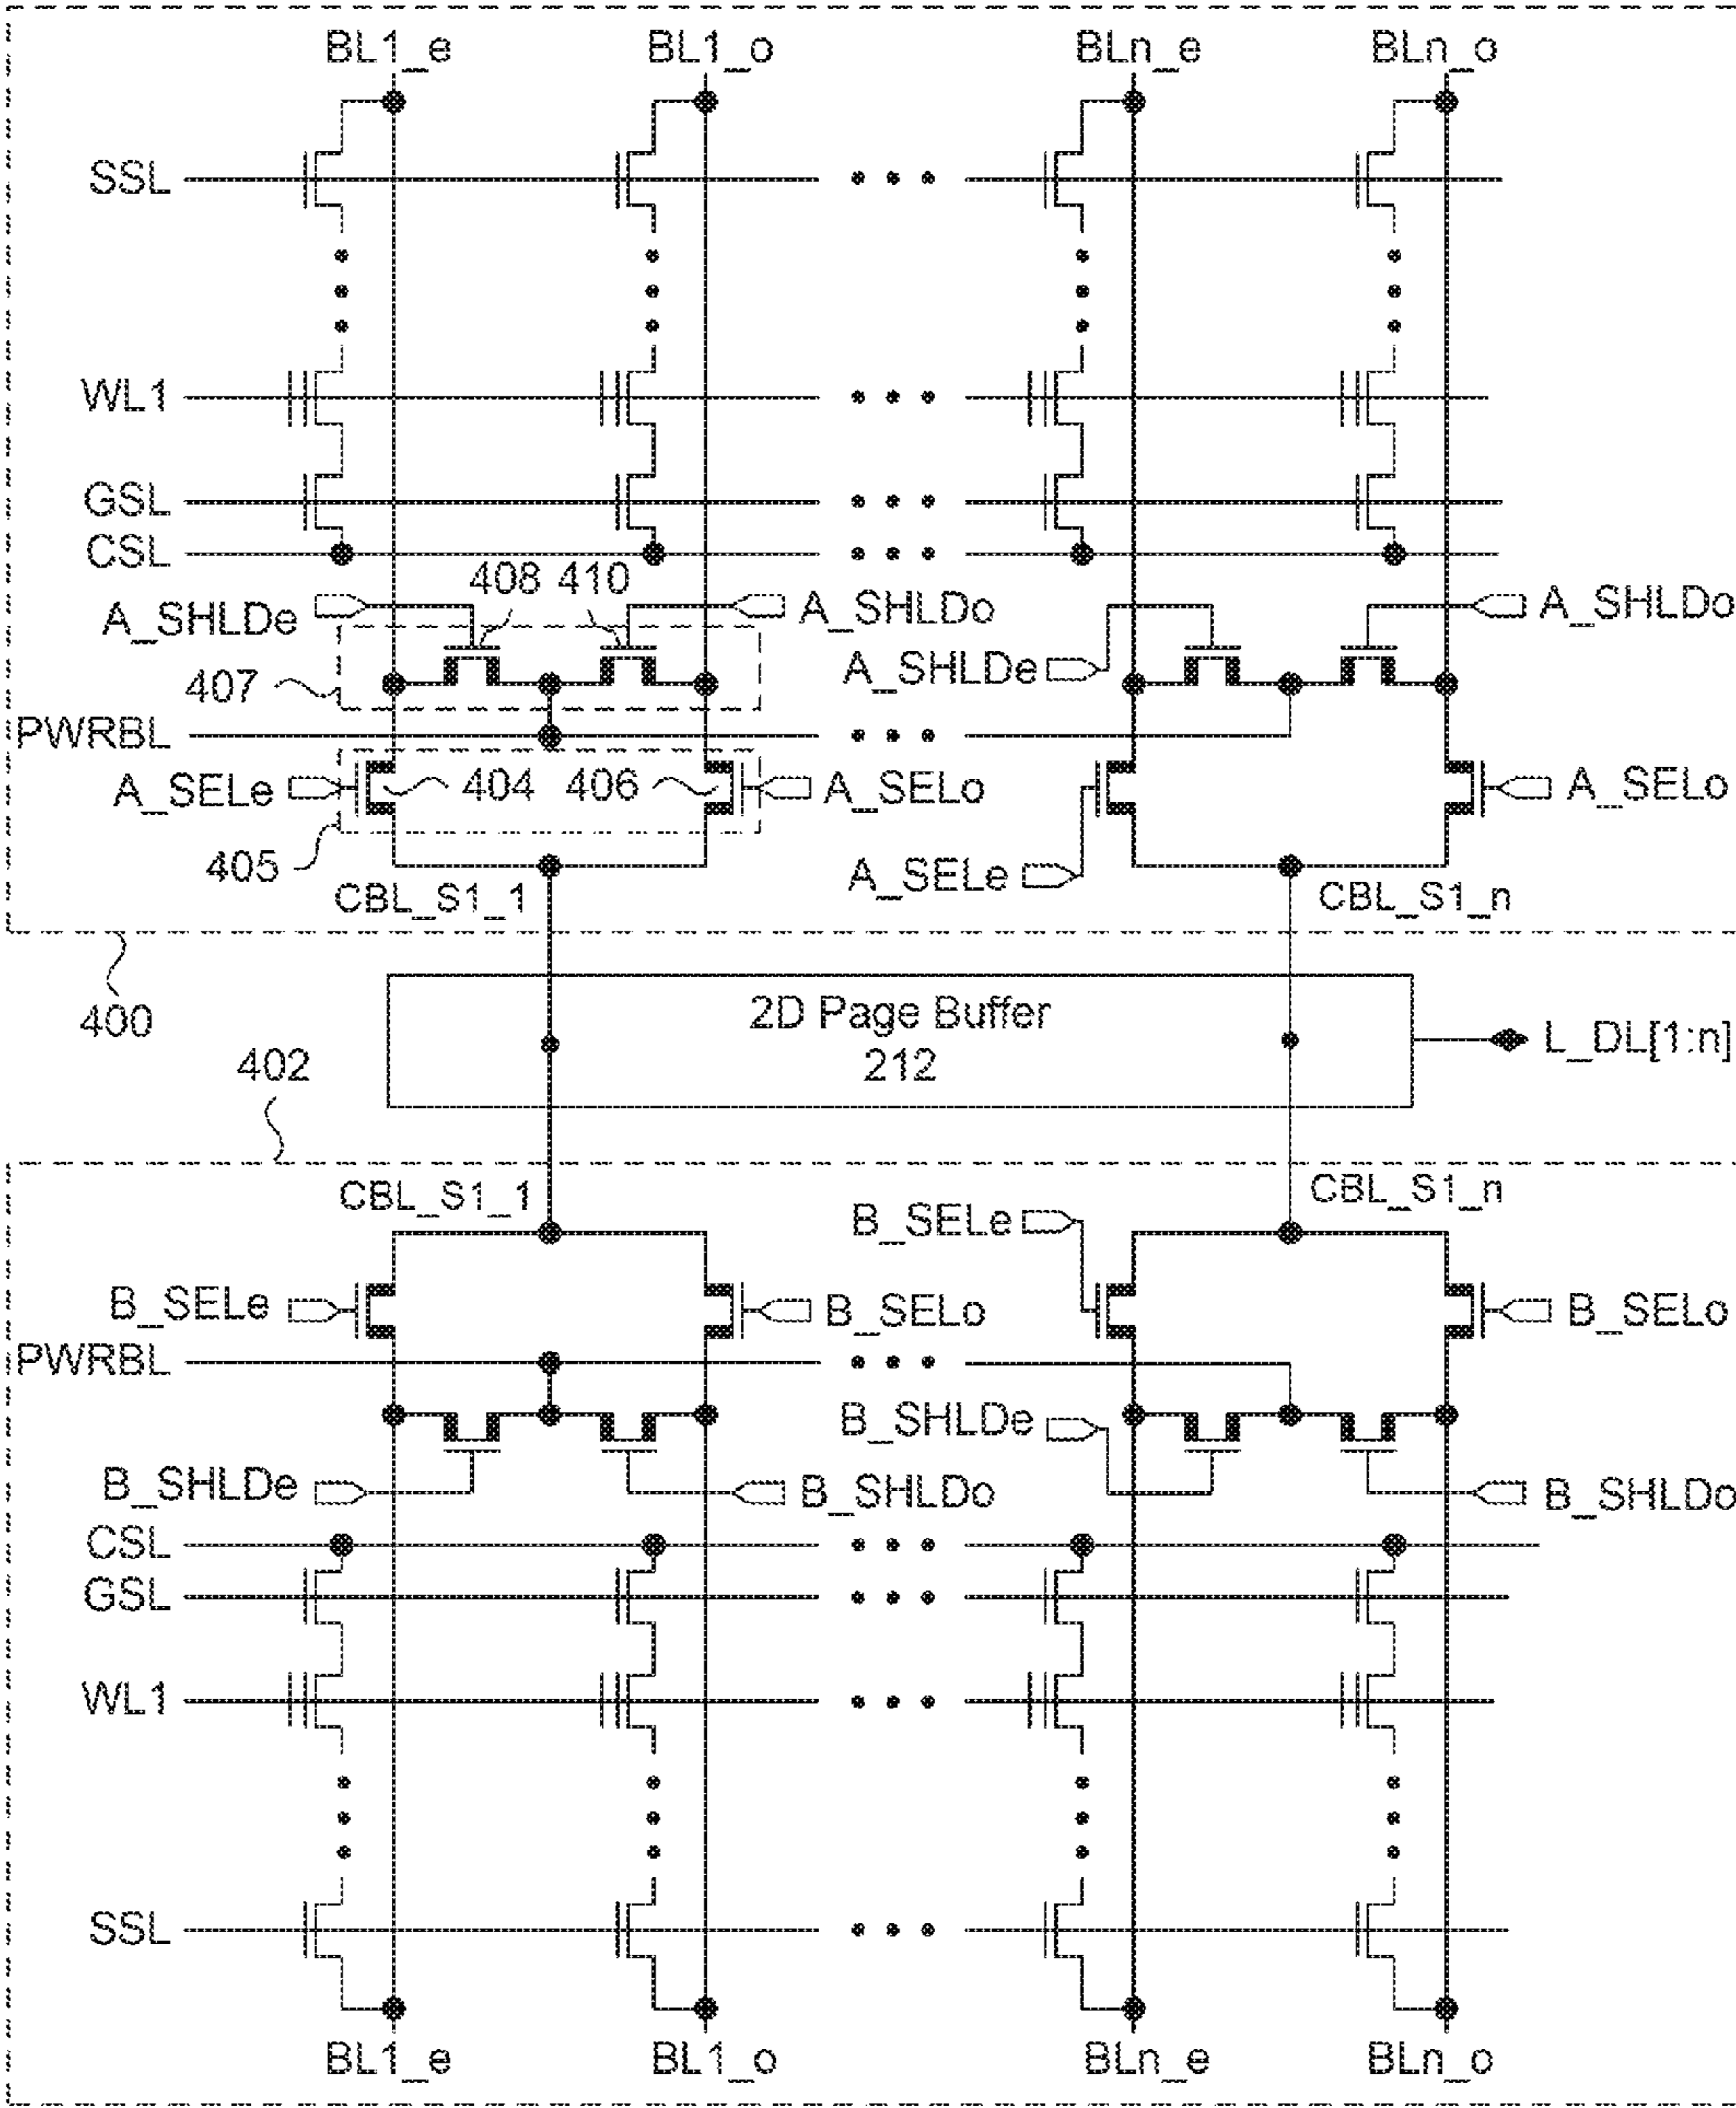 BL1_e BL1_o BLn_e BLn_o
SSL
WL1
GSL
CSL
408 410
A_SHLDe A_SHLDo A_SHLDe A_SHLDo
407
PWRBL
A_SELe 404 406 A_SELo A_SELo
405
A_SELe
CBL_S1_1 CBL_S1_n
400
2D Page Buffer
212
L_DL[1:n]
402
CBL_S1_1 CBL_S1_n
B_SELe
B_SELe B_SELo B_SELo
PWRBL
B_SHLDe
B_SHLDe B_SHLDo B_SHLDo
CSL
GSL
WL1
SSL
BL1_e BL1_o BLn_e BLn_o